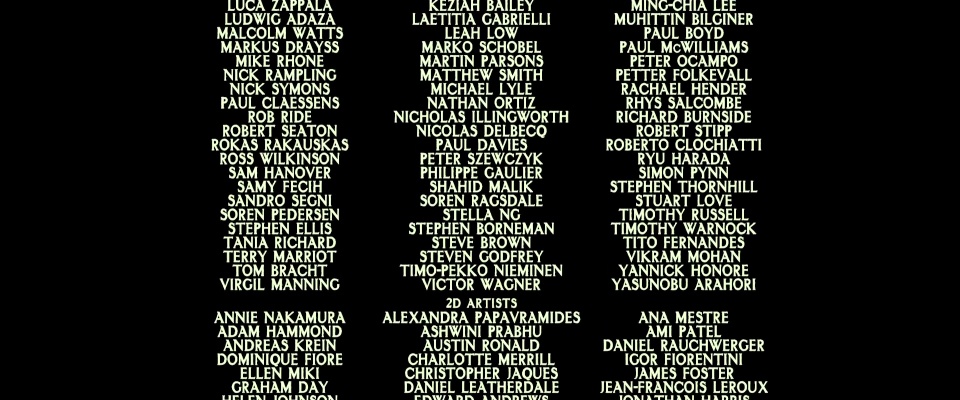 LUCA ZAPPALA KEZIAH BAILEY MING-CHIA LEE
LUDWIG ADAZA LAETITIA GABRIELLI MUHITTIN BILGINER
MALCOLM WATTS LEAH LOW PAUL BOYD
MARKUS DRAYSS MARKO SCHOBEL PAUL McWILLIAMS
MIKE RHONE MARTIN PARSONS PETER OCAMPO
NICK RAMPLING MATTHEW SMITH PETTER FOLKEVALL
NICK SYMONS MICHAEL LYLE RACHAEL HENDER
PAUL CLAESSENS NATHAN ORTIZ RHYS SALCOMBE
ROB RIDE NICHOLAS ILLINGWORTH RICHARD BURNSIDE
ROBERT SEATON NICOLAS DELBECQ ROBERT STIPP
ROKAS RAKAUSKAS PAUL DAVIES ROBERTO CLOCHIATTI
ROSS WILKINSON PETER SZEWCZYK RYU HARADA
SAM HANOVER PHILIPPE GAULIER SIMON PYNN
SAMY FECIH SHAHID MALIK STEPHEN THORNHILL
SANDRO SEGNI SOREN RAGSDALE STUART LOVE
SOREN PEDERSEN STELLA NG TIMOTHY RUSSELL
STEPHEN ELLIS STEPHEN BORNEMAN TIMOTHY WARNOCK
TANIA RICHARD STEVE BROWN TITO FERNANDES
TERRY MARRIOT STEVEN GODFREY VIKRAM MOHAN
TOM BRACHT TIMO-PEKKO NIEMINEN YANNICK HONORE
VIRGIL MANNING VICTOR WAGNER YASUNOBU ARAHORI
2D ARTISTS
ANNIE NAKAMURA ALEXANDRA PAPAVRAMIDES ANA MESTRE
ADAM HAMMOND ASHWINI PRABHU AMI PATEL
ANDREAS KREIN AUSTIN RONALD DANIEL RAUCHWERGER
DOMINIQUE FIORE CHARLOTTE MERRILL IGOR FIORENTINI
ELLEN MIKI CHRISTOPHER JAQUES JAMES FOSTER
GRAHAM DAY DANIEL LEATHERDALE JEAN-FRANCOIS LEROUX
HELEN JOHNSON EDWARD ANDREWS JONATHAN HARRIS